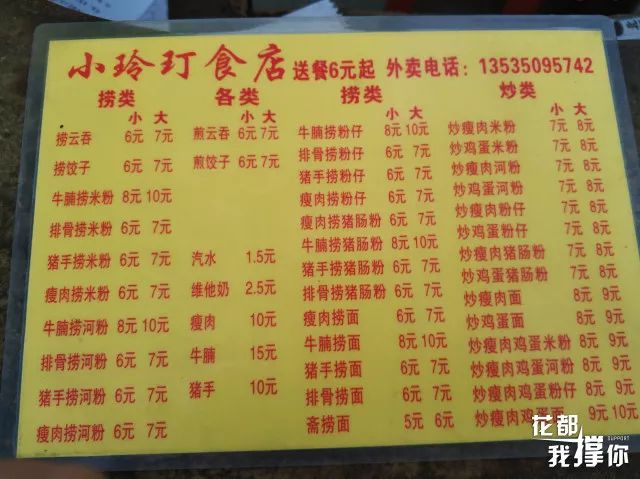 小玲玎食店 送餐6元起 外卖电话：13535095742
捞类
小 大
捞云吞 6元 7元
捞饺子 6元 7元
牛腩捞米粉 8元 10元
排骨捞米粉 6元 7元
猪手捞米粉 6元 7元
瘦肉捞米粉 6元 7元
牛腩捞河粉 8元 10元
排骨捞河粉 6元 7元
猪手捞河粉 6元 7元
瘦肉捞河粉 6元 7元
各类
小 大
煎云吞 6元 7元
煎饺子 6元 7元
汽水 1.5元
维他奶 2.5元
瘦肉 10元
牛腩 15元
猪手 10元
捞类
小 大
牛腩捞粉仔 8元 10元
排骨捞粉仔 6元 7元
猪手捞粉仔 6元 7元
瘦肉捞粉仔 6元 7元
瘦肉捞猪肠粉 6元 7元
牛腩捞猪肠粉 8元 10元
猪手捞猪肠粉 6元 7元
排骨捞猪肠粉 6元 7元
瘦肉捞面 6元 7元
牛腩捞面 8元 10元
猪手捞面 6元 7元
排骨捞面 6元 7元
斋捞面 5元 6元
炒类
小 大
炒瘦肉米粉 7元 8元
炒鸡蛋米粉 7元 8元
炒瘦肉河粉 7元 8元
炒鸡蛋河粉 7元 8元
炒瘦肉粉仔 7元 8元
炒鸡蛋粉仔 7元 8元
炒瘦肉猪肠粉 7元 8元
炒鸡蛋猪肠粉 7元 8元
炒瘦肉面 8元 9元
炒鸡蛋面 8元 9元
炒瘦肉鸡蛋米粉 8元 9元
炒瘦肉鸡蛋河粉 8元 9元
炒瘦肉鸡蛋粉仔 8元 9元
炒瘦肉鸡蛋面 9元 10元
花都
SUPPORT
我撑你